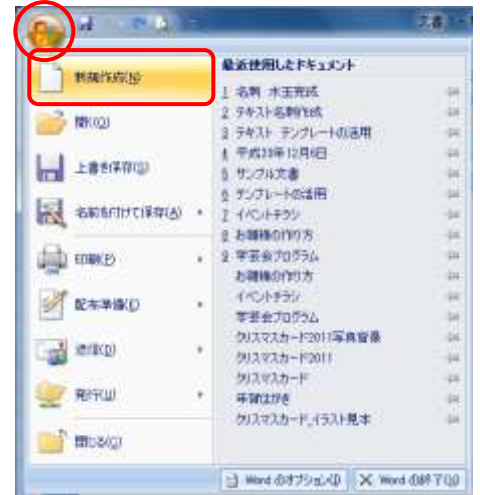 文書 1 -
新規作成(N)
開く(O)
上書き保存(S)
名前を付けて保存(A)
印刷(P)
配布準備(E)
送信(D)
発行(U)
閉じる(C)
最近使用したドキュメント
1 名刺 水玉完成
2 テキスト名刺作成
3 テキスト テンプレートの活用
4 平成23年12月6日
5 サンプル文書
6 テンプレートの活用
7 イベントチラシ
8 お雛様の作り方
9 学芸会プログラム
お雛様の作り方
イベントチラシ
学芸会プログラム
クリスマスカード2011写真背景
クリスマスカード2011
クリスマスカード
年賀はがき
クリスマスカード_イラスト見本
Word のオプション(I)
Word の終了(X)